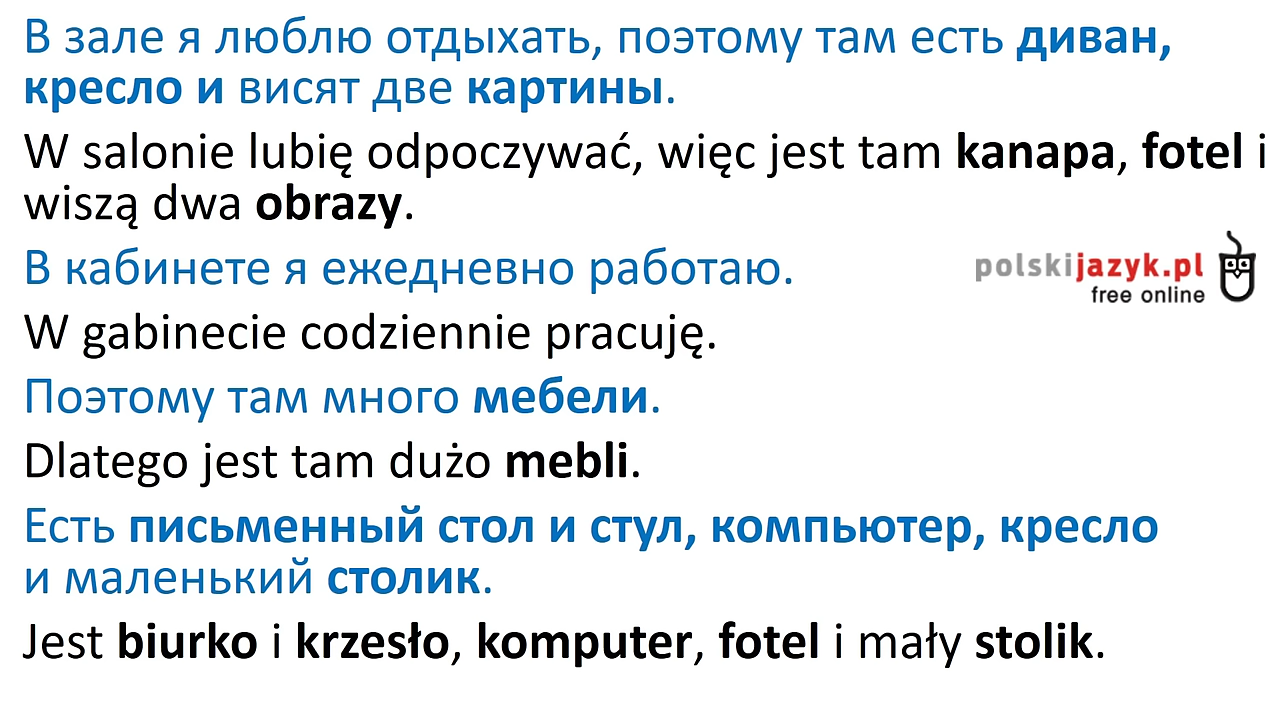 В зале я люблю отдыхать, поэтому там есть диван,
кресло и висят две картины.
W salonie lubię odpoczywać, więc jest tam kanapa, fotel i
wiszą dwa obrazy.
В кабинете я ежедневно работаю.
polskijazyk.pl
free online
W gabinecie codziennie pracuję.
Поэтому там много мебели.
Dlatego jest tam dużo mebli.
Есть письменный стол и стул, компьютер, кресло
и маленький столик.
Jest biurko i krzesło, komputer, fotel i mały stolik.